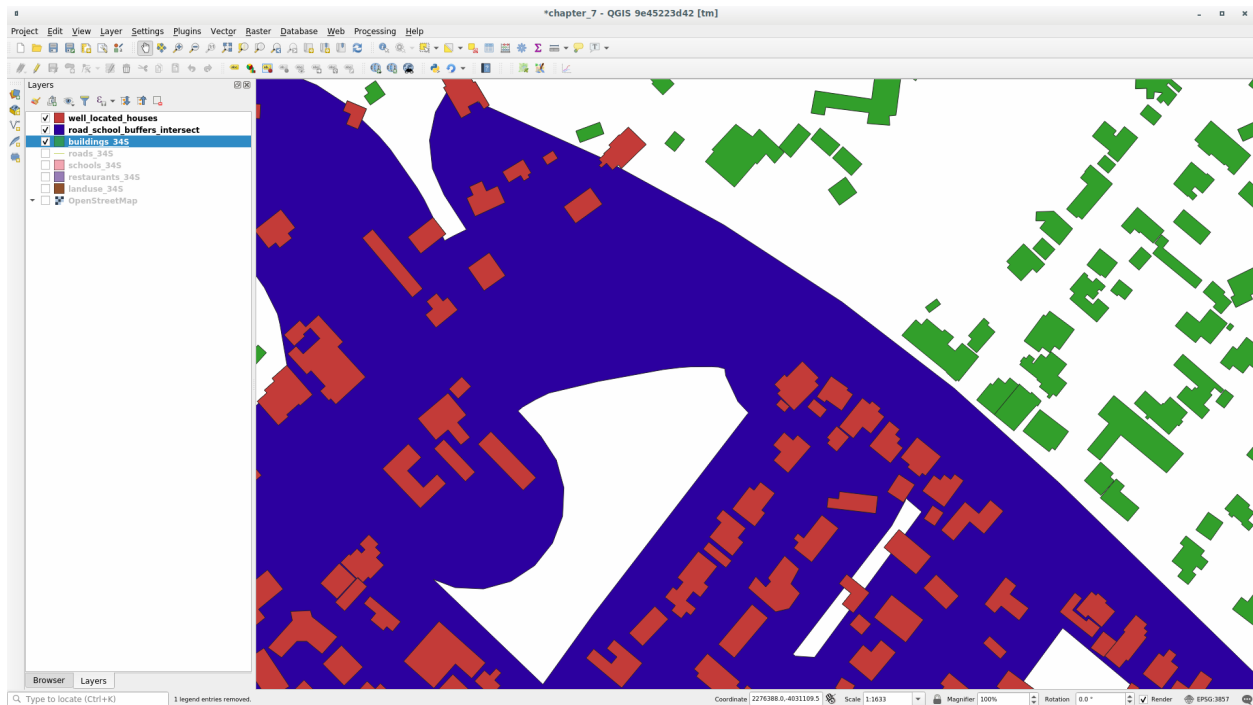 *chapter_7 - QGIS 9e45223d42 [tm]
Project Edit View Layer Settings Plugins Vector Raster Database Web Processing Help
Layers
well_located_houses
road_school_buffers_intersect
buildings_34S
roads_34S
schools_34S
restaurants_34S
landuse_34S
OpenStreetMap
Browser Layers
Type to locate (Ctrl+K) 1 legend entries removed. Coordinate 2276388.0,-4031109.5 Scale 1:1633 Magnifier 100% Rotation 0.0 ° Render EPSG:3857